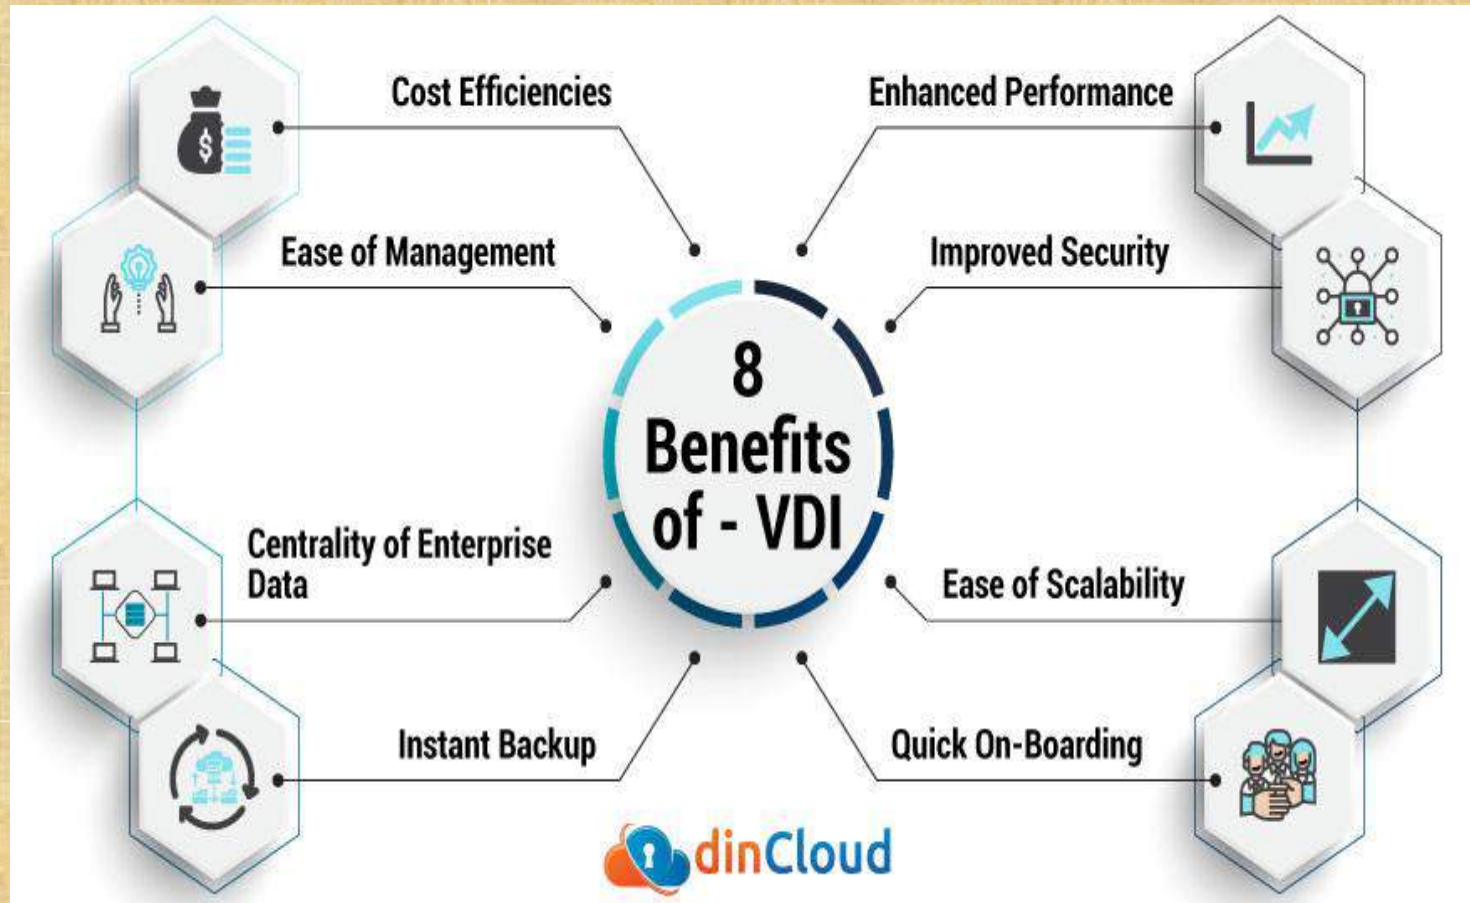 Cost Efficiencies
Enhanced Performance
Ease of Management
Improved Security
8
Benefits
of - VDI
Centrality of Enterprise
Data
Ease of Scalability
Instant Backup
Quick On-Boarding
dinCloud
$